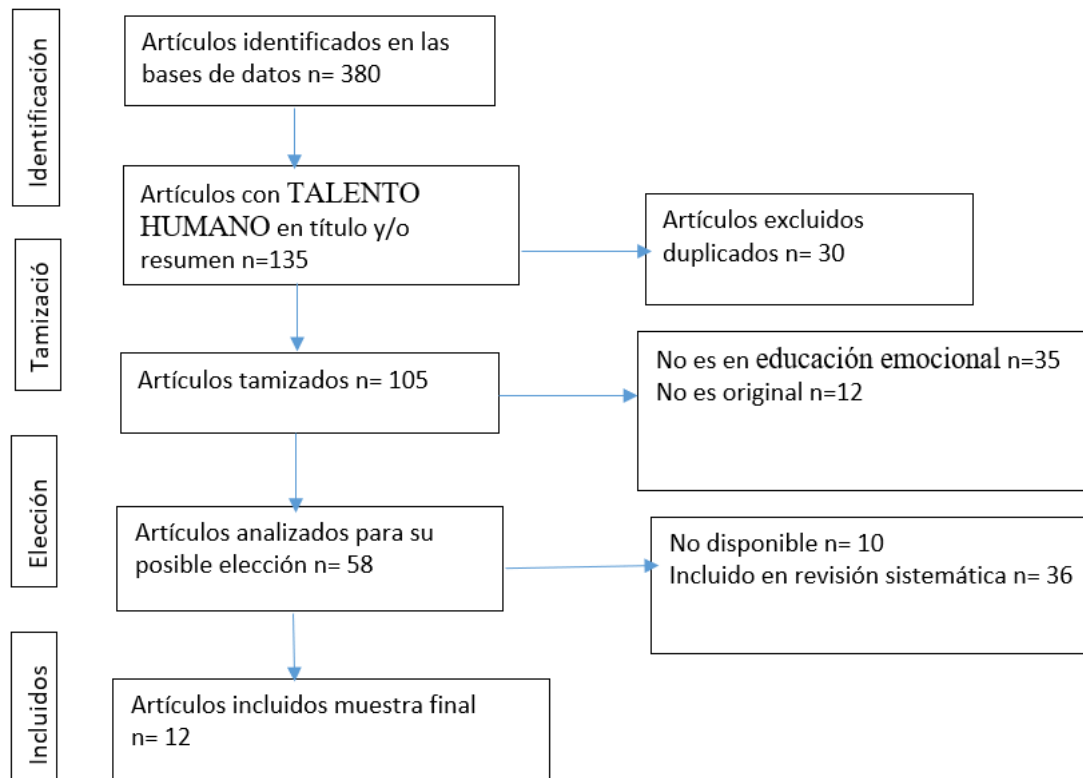 Identificación
Artículos identificados en las
bases de datos n= 380
Artículos con TALENTO
HUMANO en título y/o
resumen n=135
Artículos excluidos
duplicados n= 30
Tamizació
Artículos tamizados n= 105
No es en educación emocional n=35
No es original n=12
Elección
Artículos analizados para su
posible elección n= 58
No disponible n= 10
Incluido en revisión sistemática n= 36
Incluidos
Artículos incluidos muestra final
n= 12